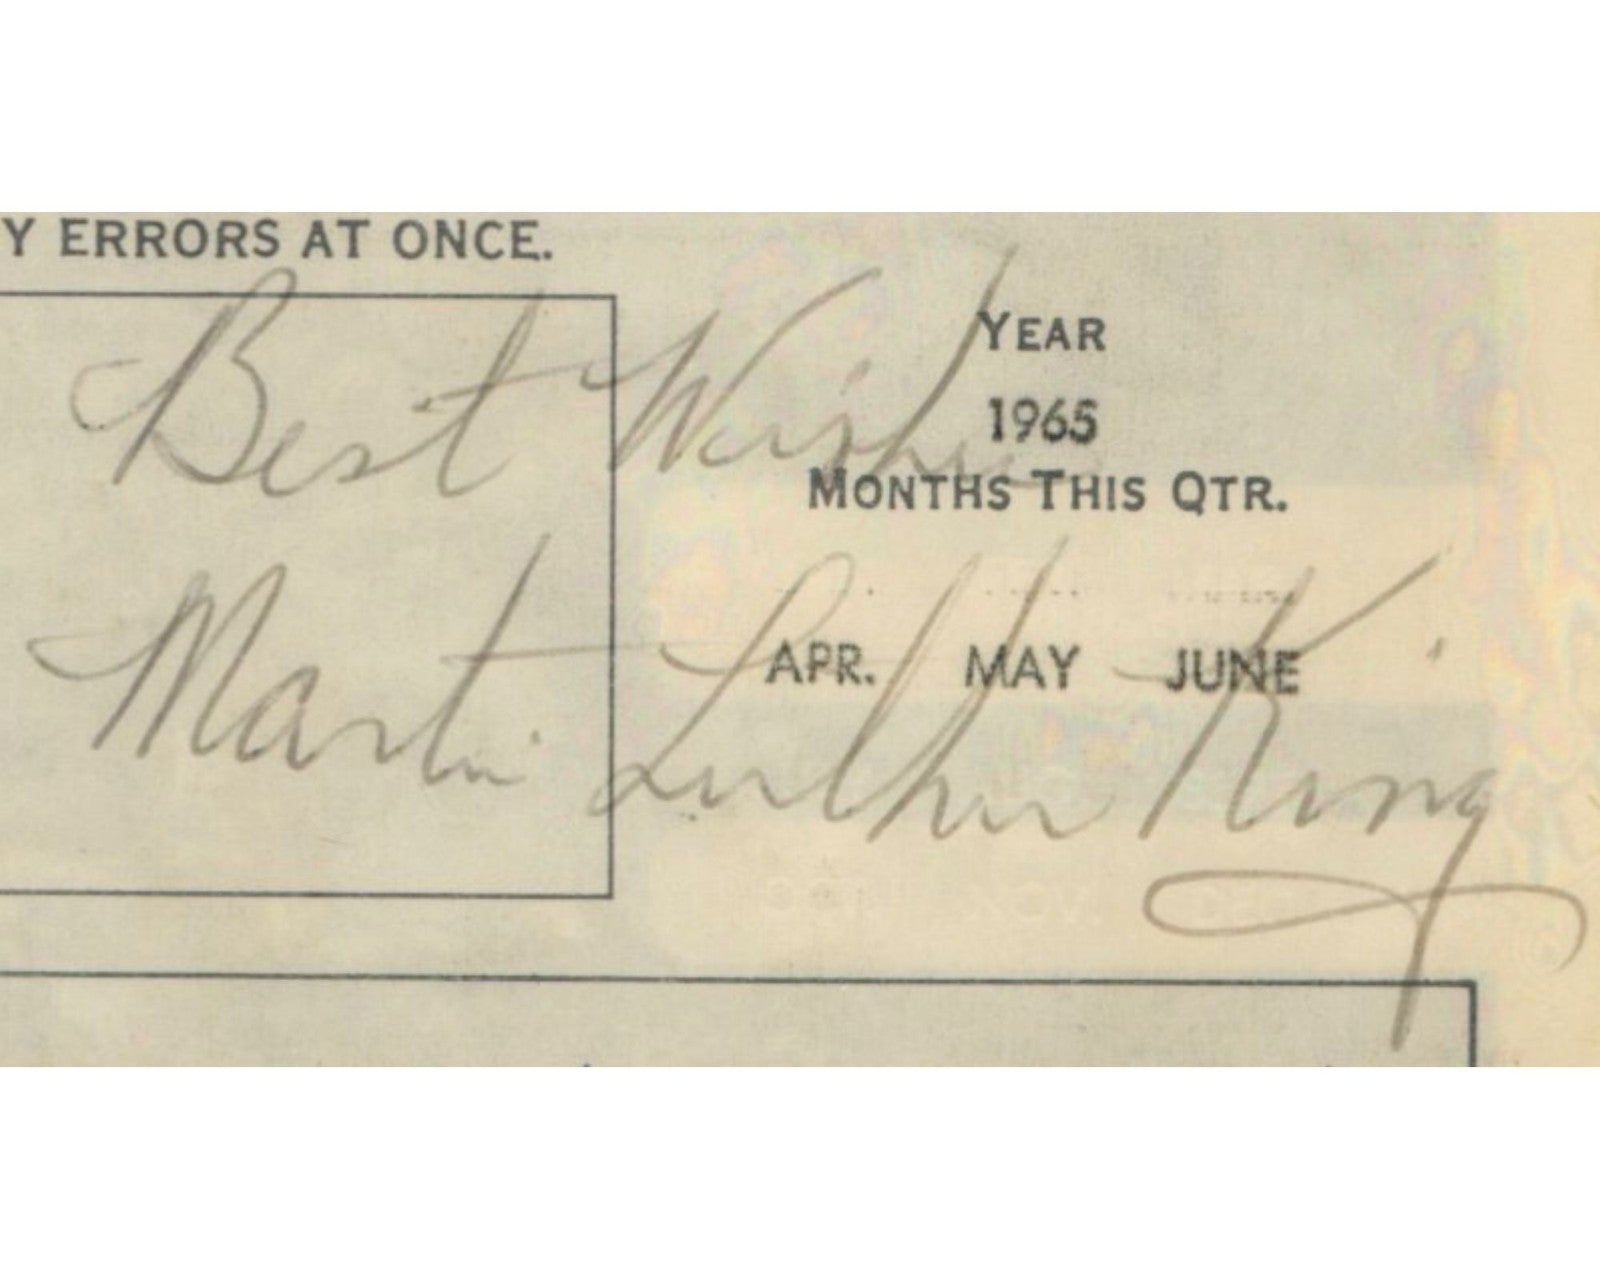 Y ERRORS AT ONCE.
Best Wishes
YEAR
1965
MONTHS THIS QTR.
APR. MAY JUNE
Martin Luther King